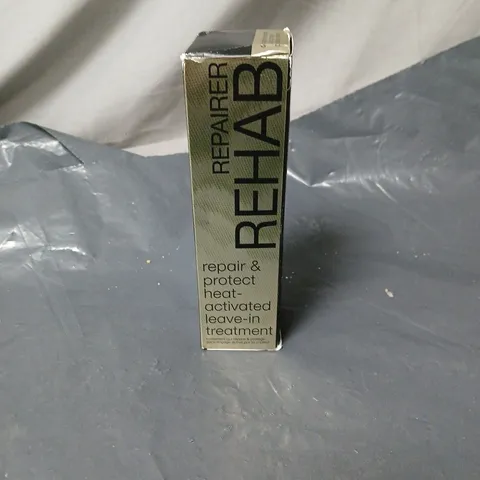 REPAIRER
REHAB
repair &
protect
heat-
activated
leave-in
treatment